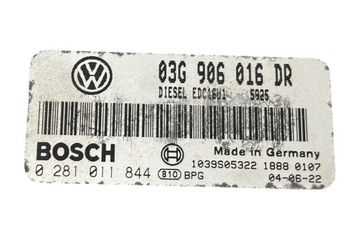 03G 906 016 DR
DIESEL EDC16U1 5925
BOSCH
Made in Germany
1039S05322 1888 0107
0 281 011 844 810 BPG 04-06-22